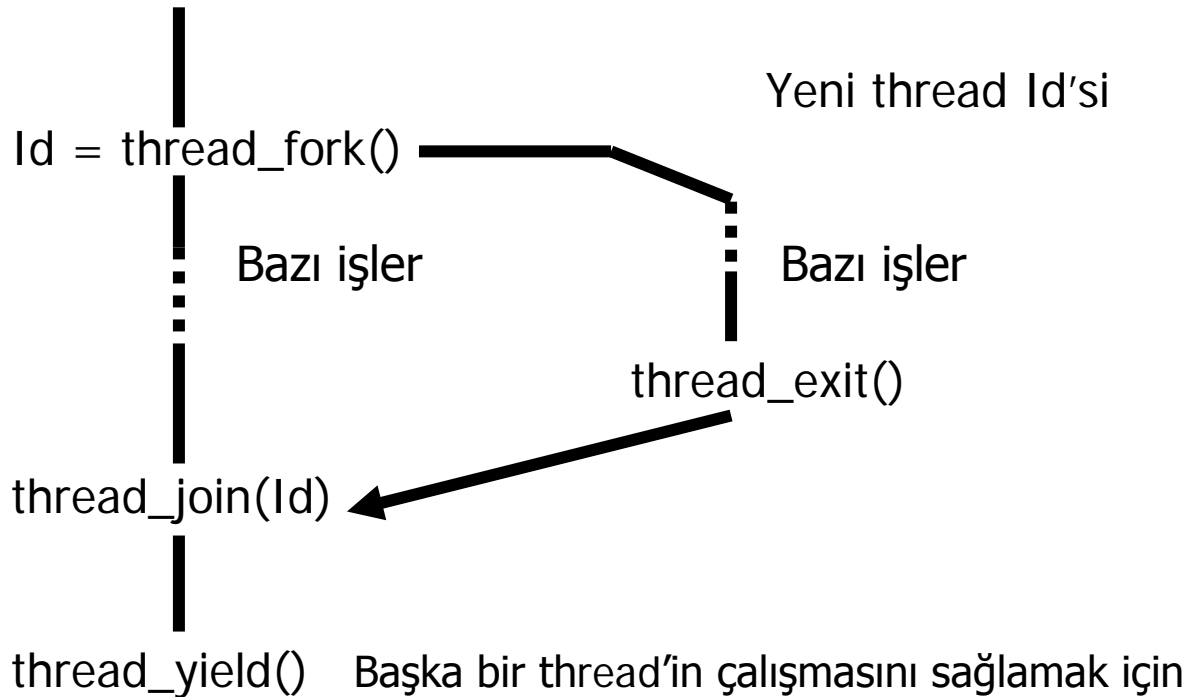 Yeni thread Id'si
Id = thread_fork()
Bazı işler
Bazı işler
thread_exit()
thread_join(Id)
thread_yield() Başka bir thread'in çalışmasını sağlamak için